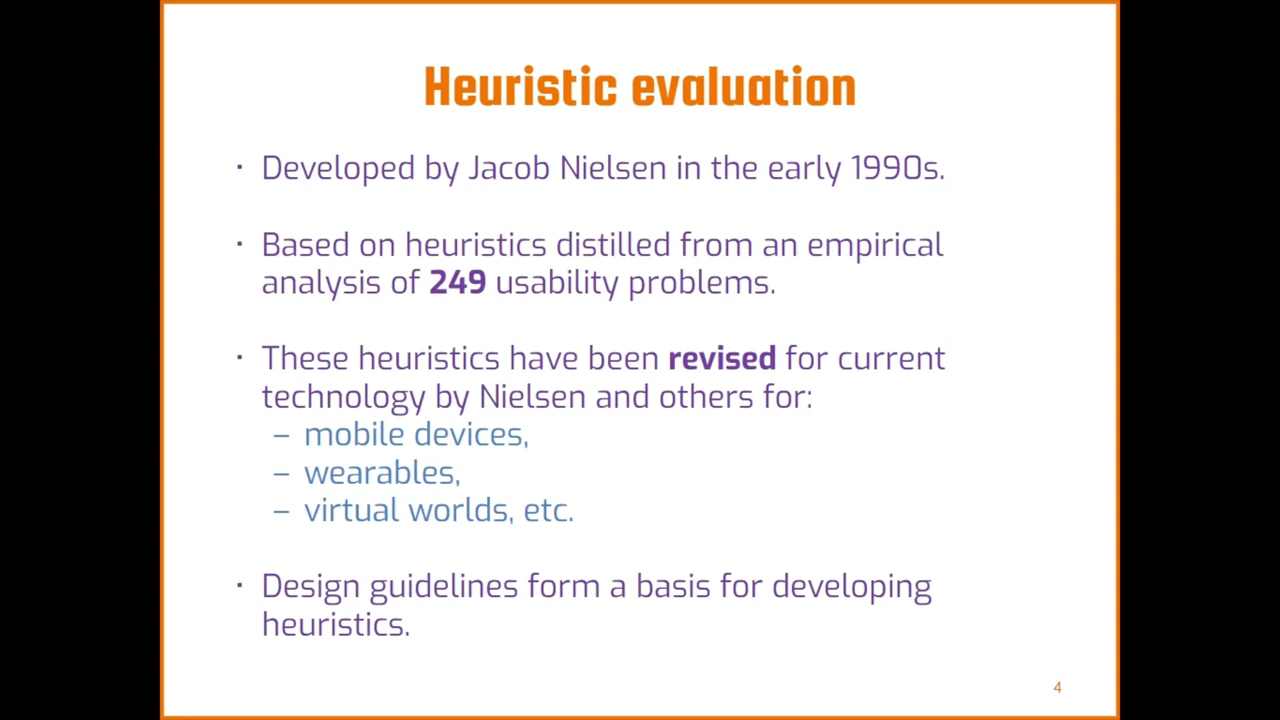 Heuristic evaluation
· Developed by Jacob Nielsen in the early 1990s.
· Based on heuristics distilled from an empirical
analysis of 249 usability problems.
· These heuristics have been revised for current
technology by Nielsen and others for:
– mobile devices,
– wearables,
– virtual worlds, etc.
· Design guidelines form a basis for developing
heuristics.
4